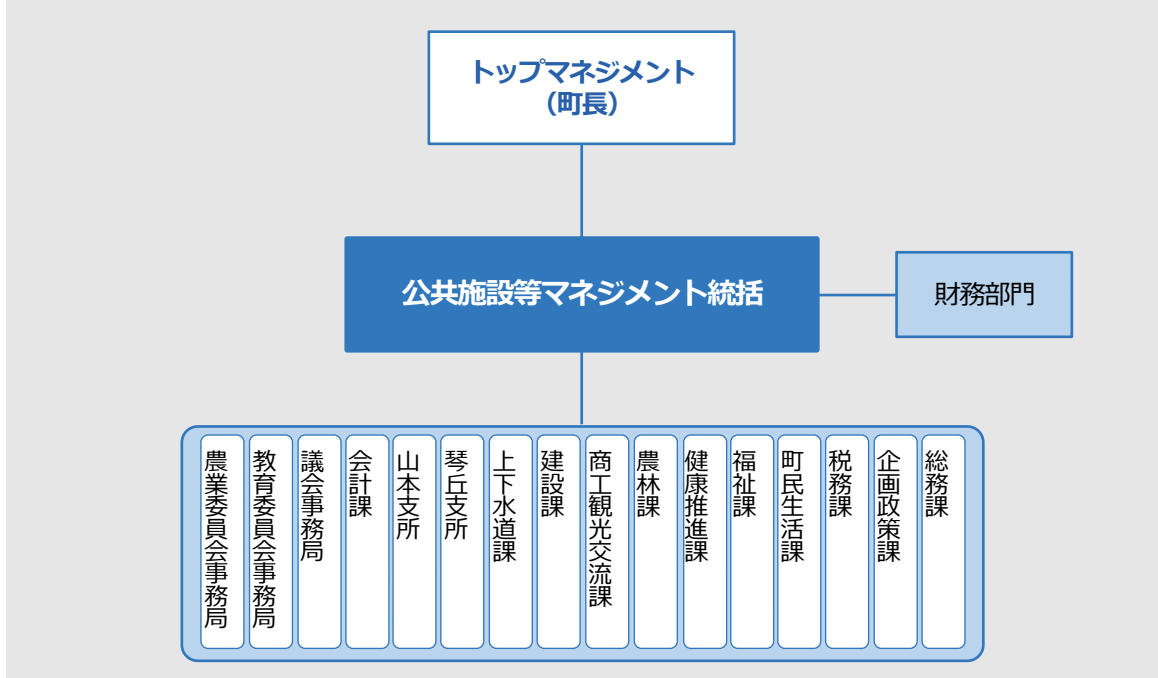 トップマネジメント
（町長）
公共施設等マネジメント統括
財務部門
総務課
企画政策課
税務課
町民生活課
福祉課
健康推進課
農林課
商工観光交流課
建設課
上下水道課
琴丘支所
山本支所
会計課
議会事務局
教育委員会事務局
農業委員会事務局